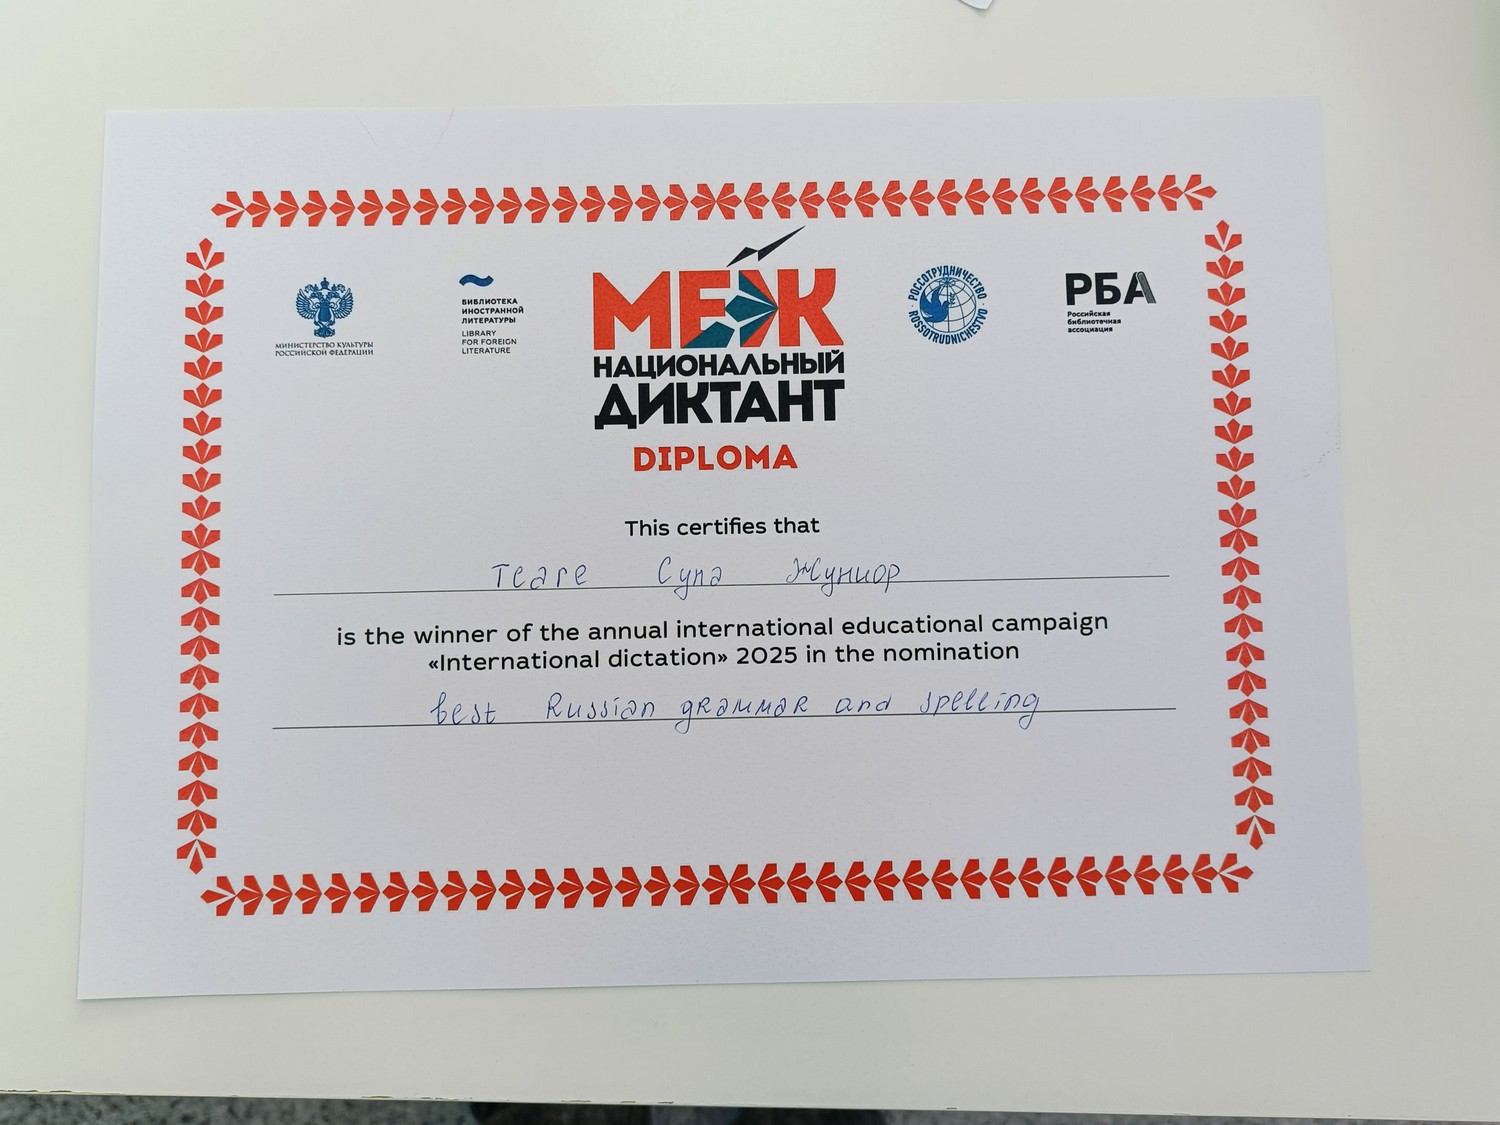 МИНИСТЕРСТВО КУЛЬТУРЫ
РОССИЙСКОЙ ФЕДЕРАЦИИ
БИБЛИОТЕКА
ИНОСТРАННОЙ
ЛИТЕРАТУРЫ
LIBRARY
FOR FOREIGN
LITERATURE
МЕЖ
НАЦИОНАЛЬНЫЙ
ДИКТАНТ
РОССОТРУДНИЧЕСТВО
ROSSOTRUDNICHESTVO
РБА
Российская
библиотечная
ассоциация
DIPLOMA
This certifies that
Теаге Супа Жуниор
is the winner of the annual international educational campaign
«International dictation» 2025 in the nomination
best Russian grammar and spelling